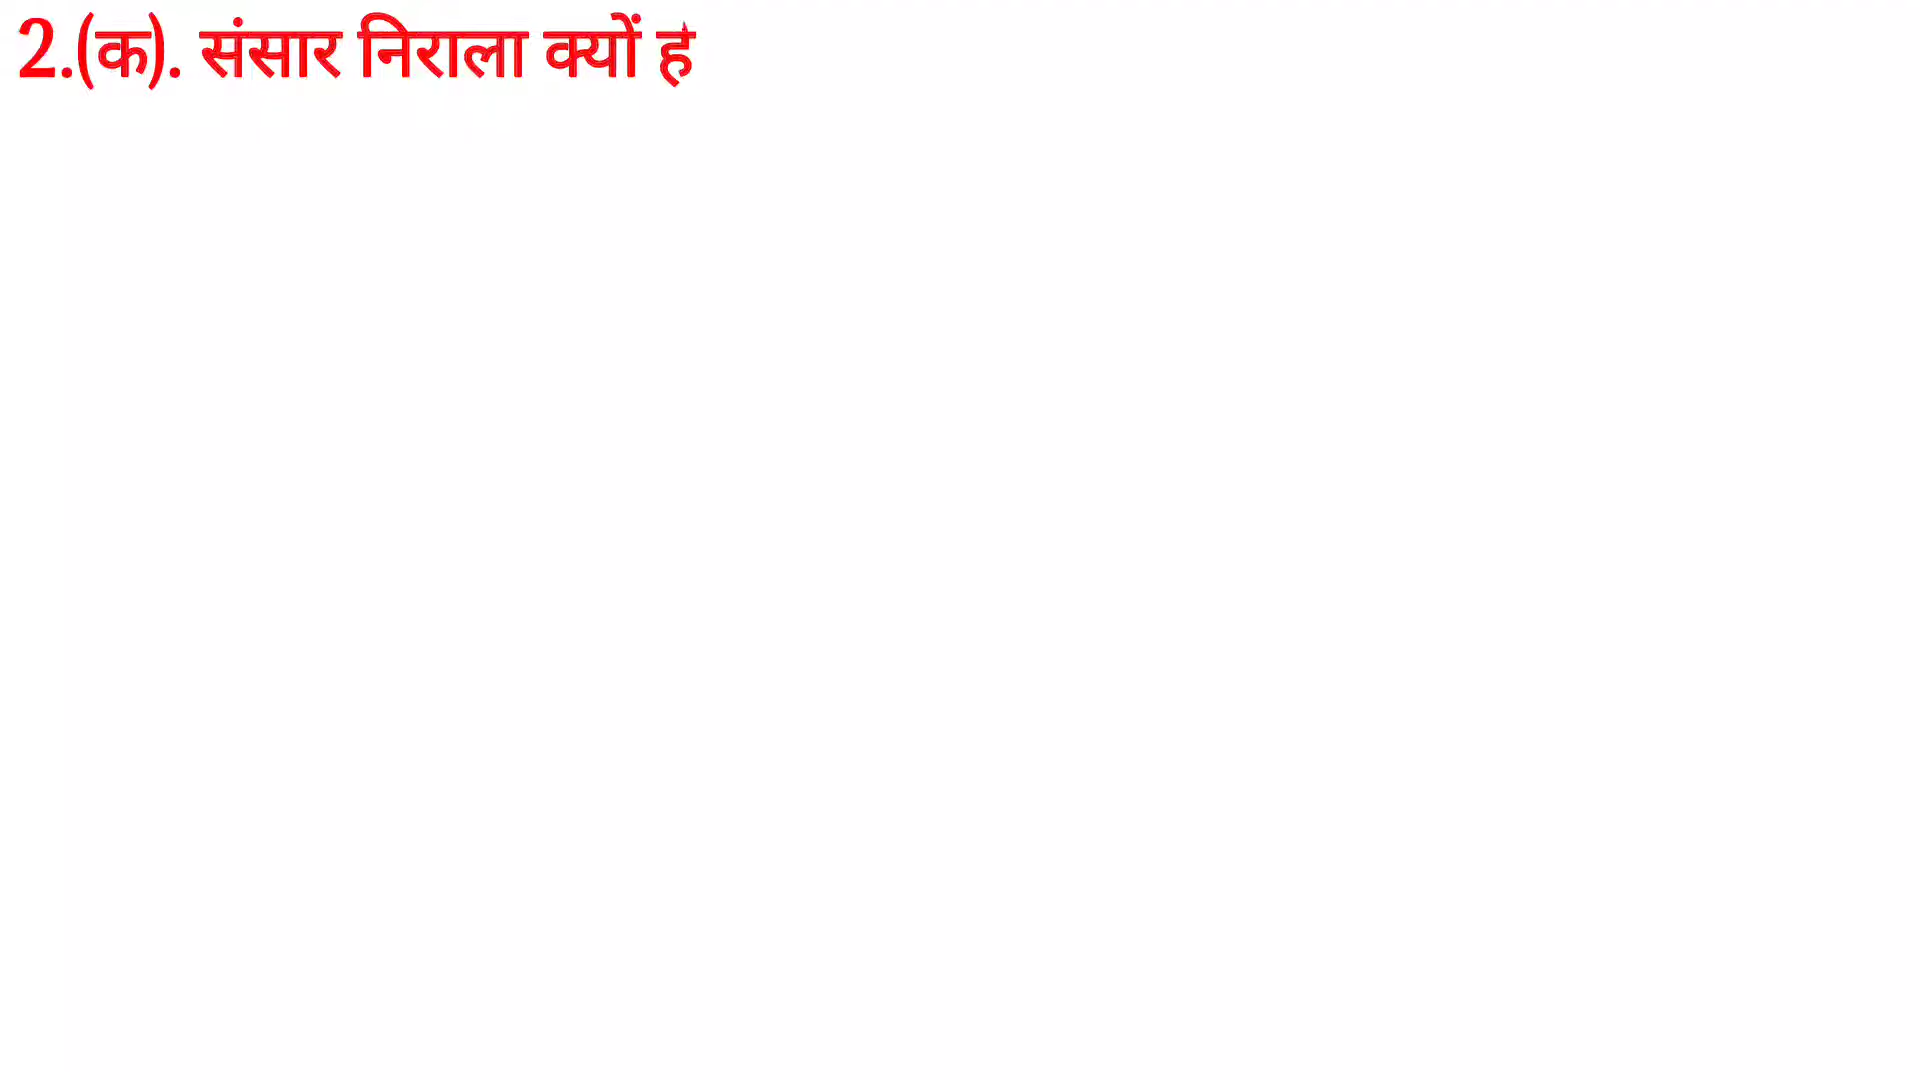 2.(क). संसार निराला क्यों ह